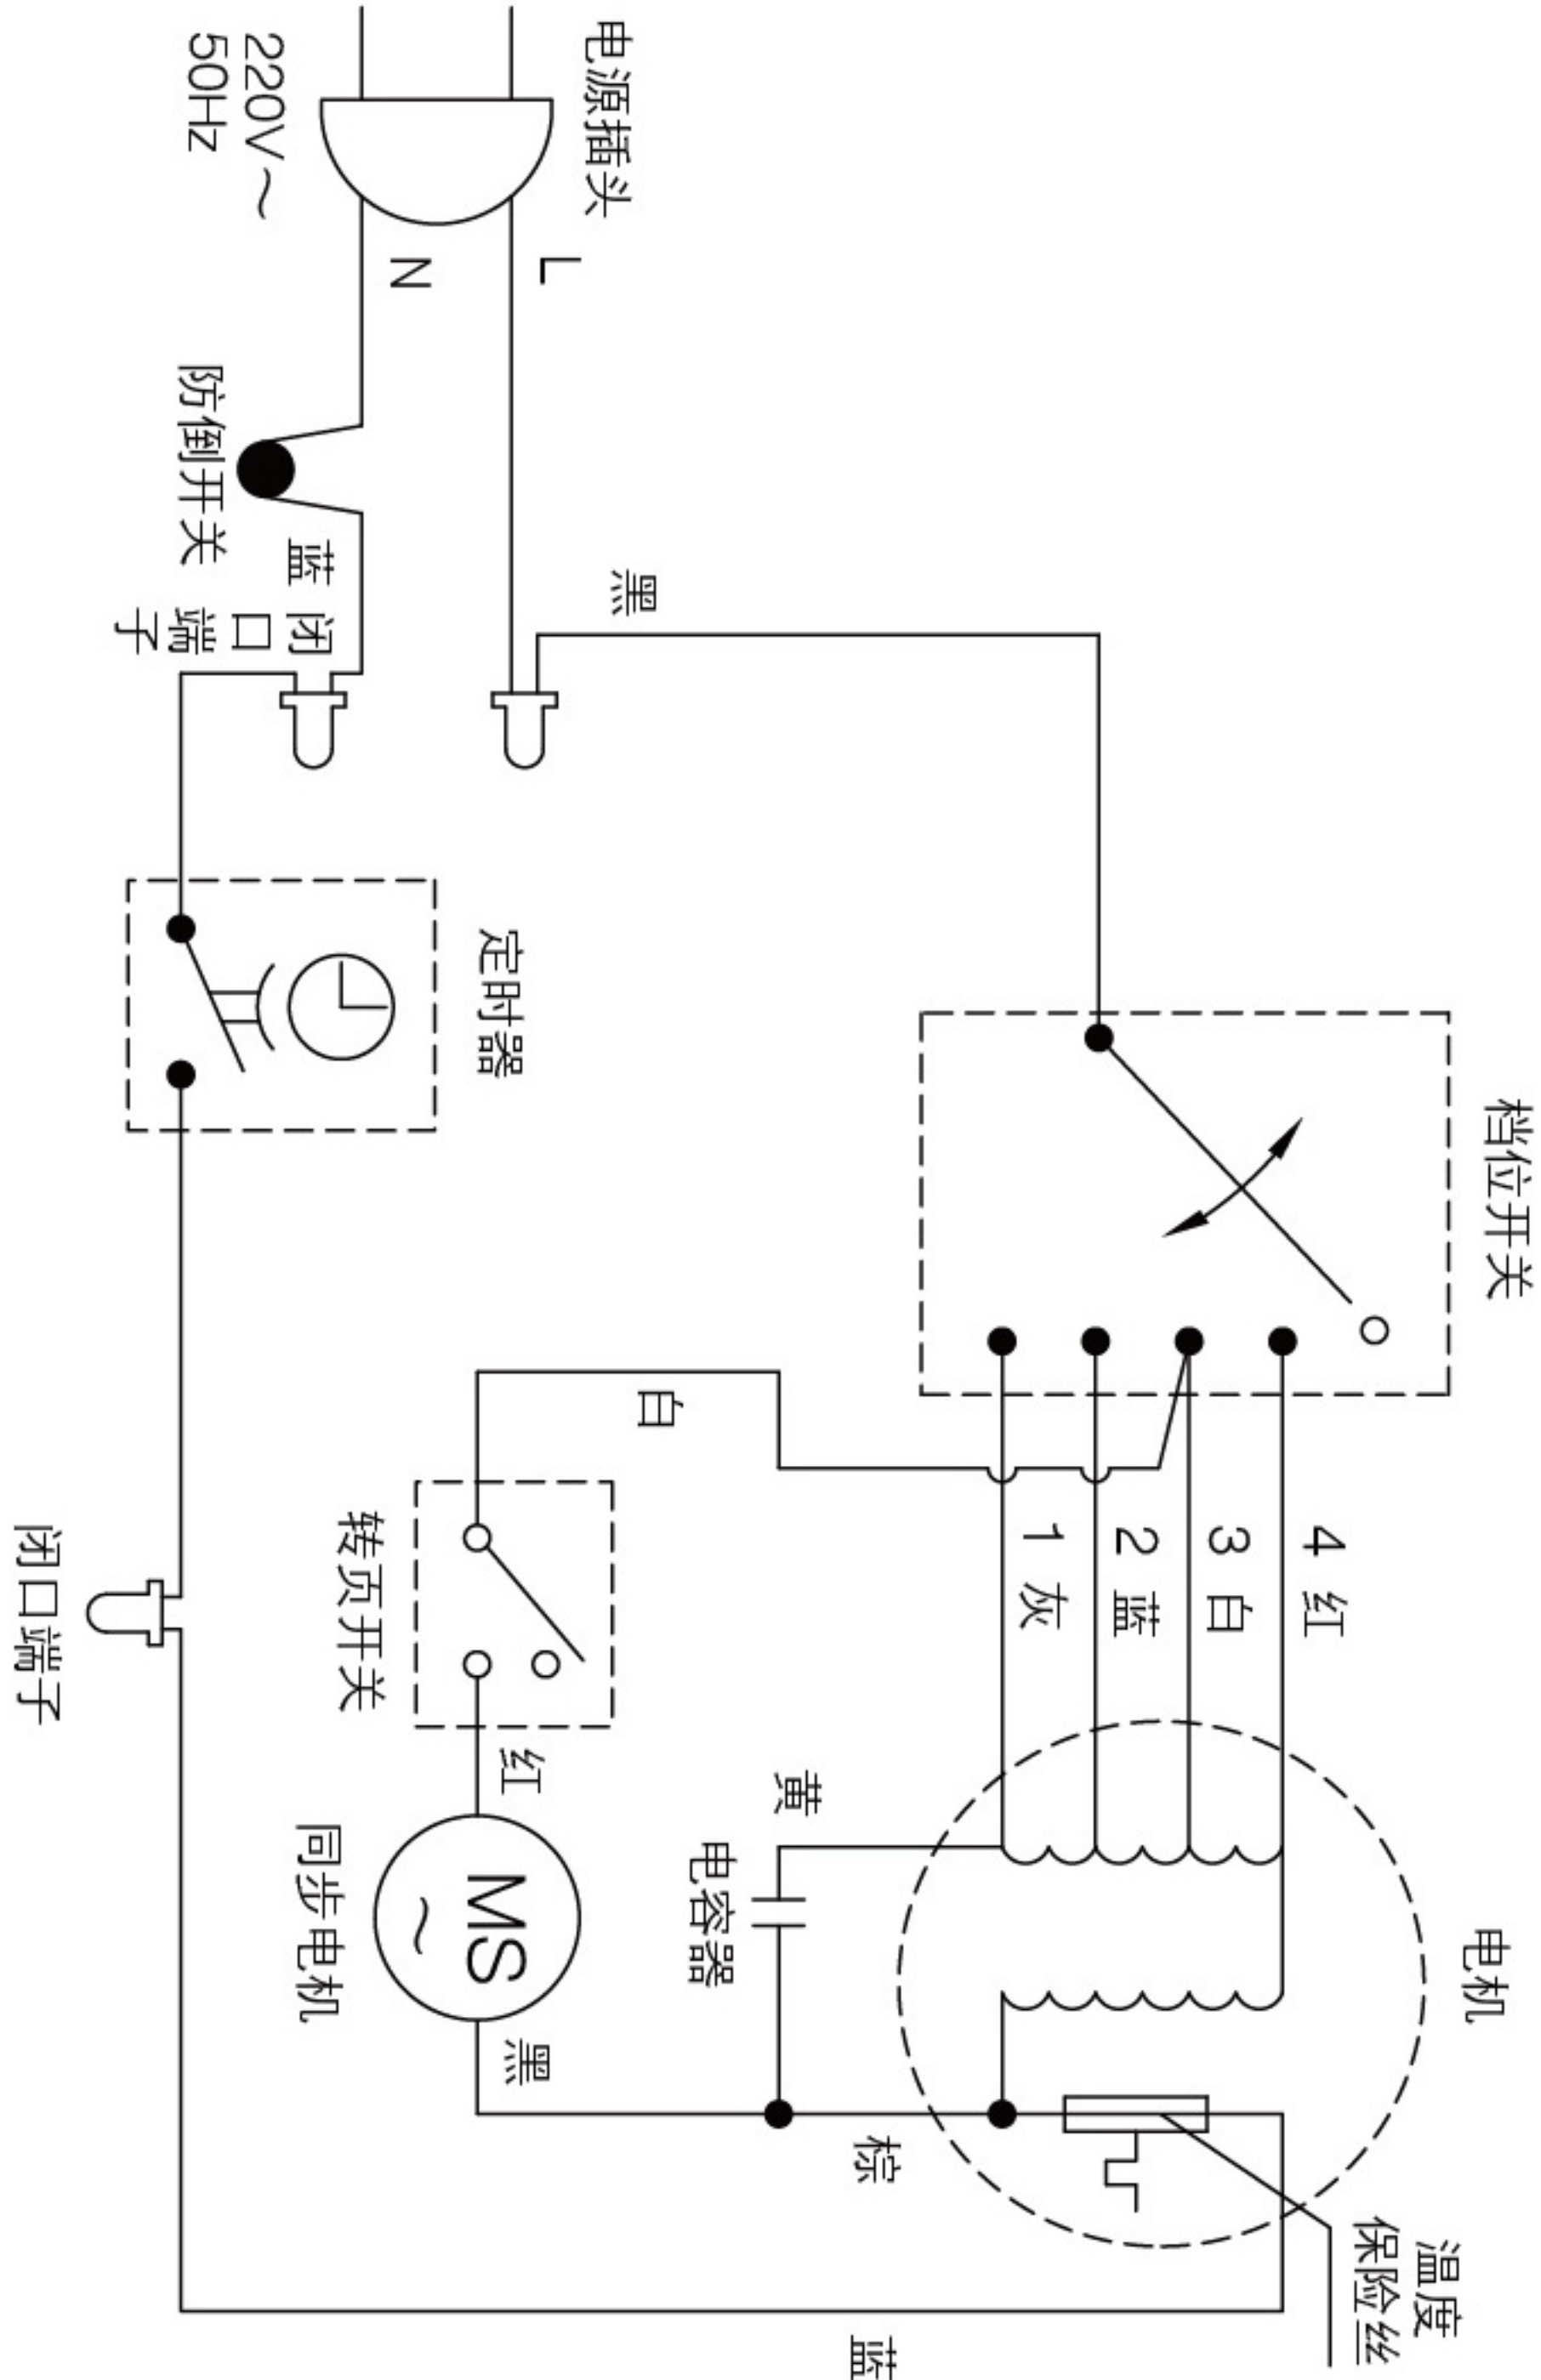 电源插头
220V～
50Hz
L
N
防倒开关
蓝
闭口端子
黑
定时器
档位开关
4 红
3 白
2 蓝
1 灰
白
转页开关
红
闭口端子
同步电机
MS
～
黑
黄
电容器
电机
棕
温度
保险丝
蓝